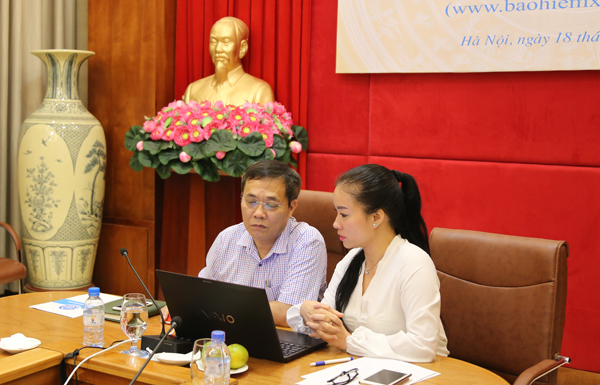 (www.baohiemx
Hà Nội, ngày 18 thá
VAIO